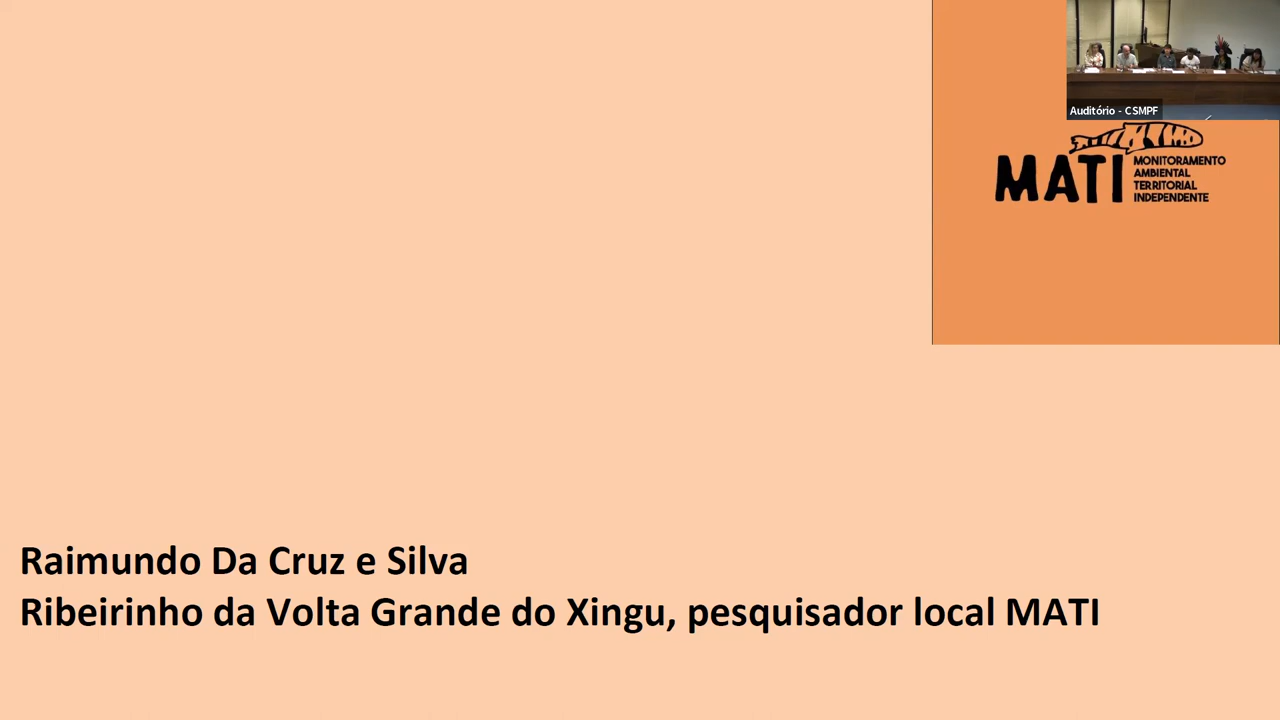 Auditório - CSMPF
MATI
MONITORAMENTO
AMBIENTAL
TERRITORIAL
INDEPENDENTE
Raimundo Da Cruz e Silva
Ribeirinho da Volta Grande do Xingu, pesquisador local MATI